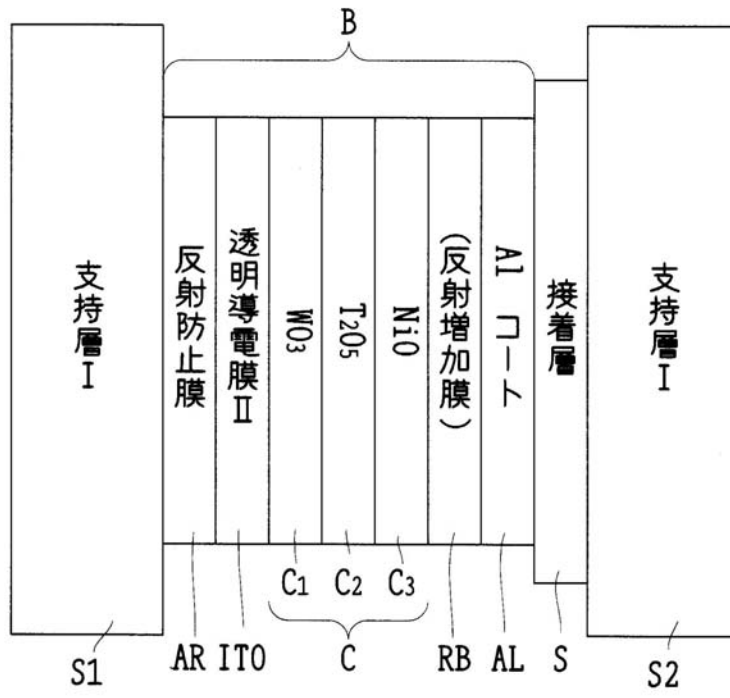 B
支持層I
反射防止膜
透明導電膜II
WO3
T2O5
NiO
(反射増加膜)
Al コート
接着層
支持層I
C1
C2
C3
S1
AR
ITO
C
RB
AL
S
S2